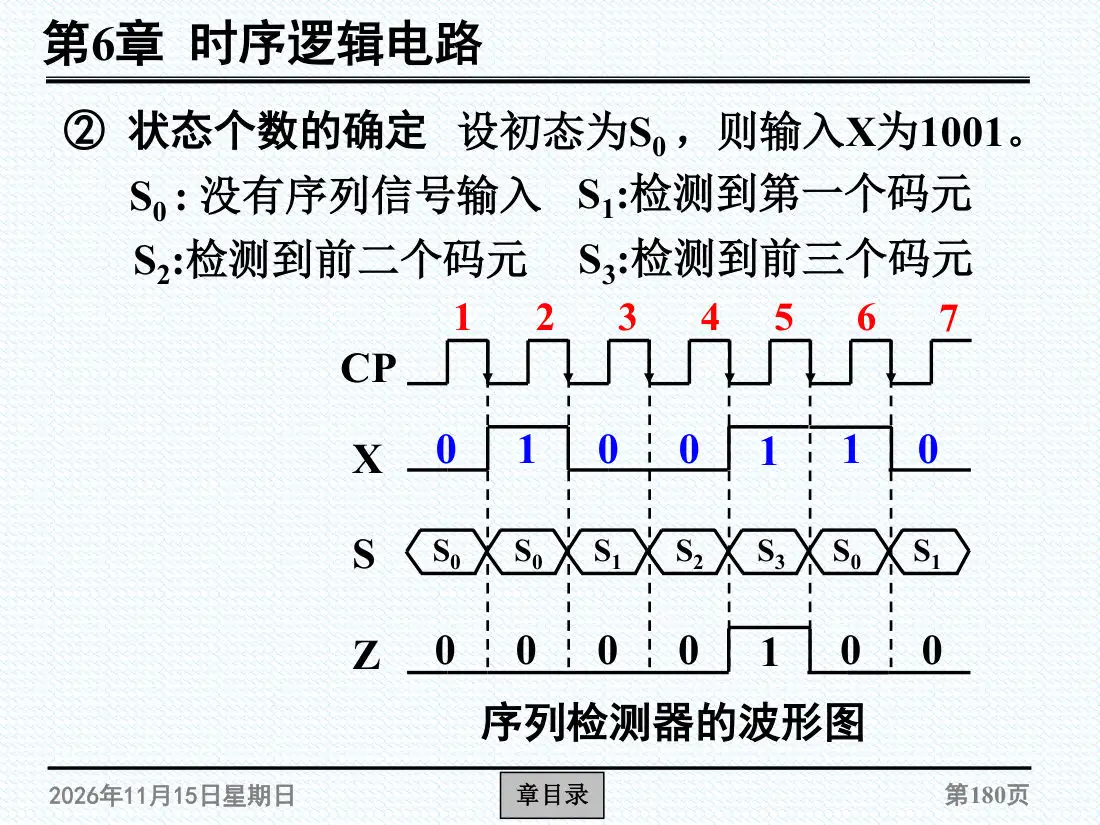 第6章 时序逻辑电路
② 状态个数的确定 设初态为S0，则输入X为1001。
S0：没有序列信号输入 S1:检测到第一个码元
S2:检测到前二个码元 S3:检测到前三个码元
1 2 3 4 5 6 7
CP
X 0 1 0 0 1 1 0
S S0 S0 S1 S2 S3 S0 S1
Z 0 0 0 0 1 0 0
序列检测器的波形图
2026年11月15日星期日 章目录 第180页